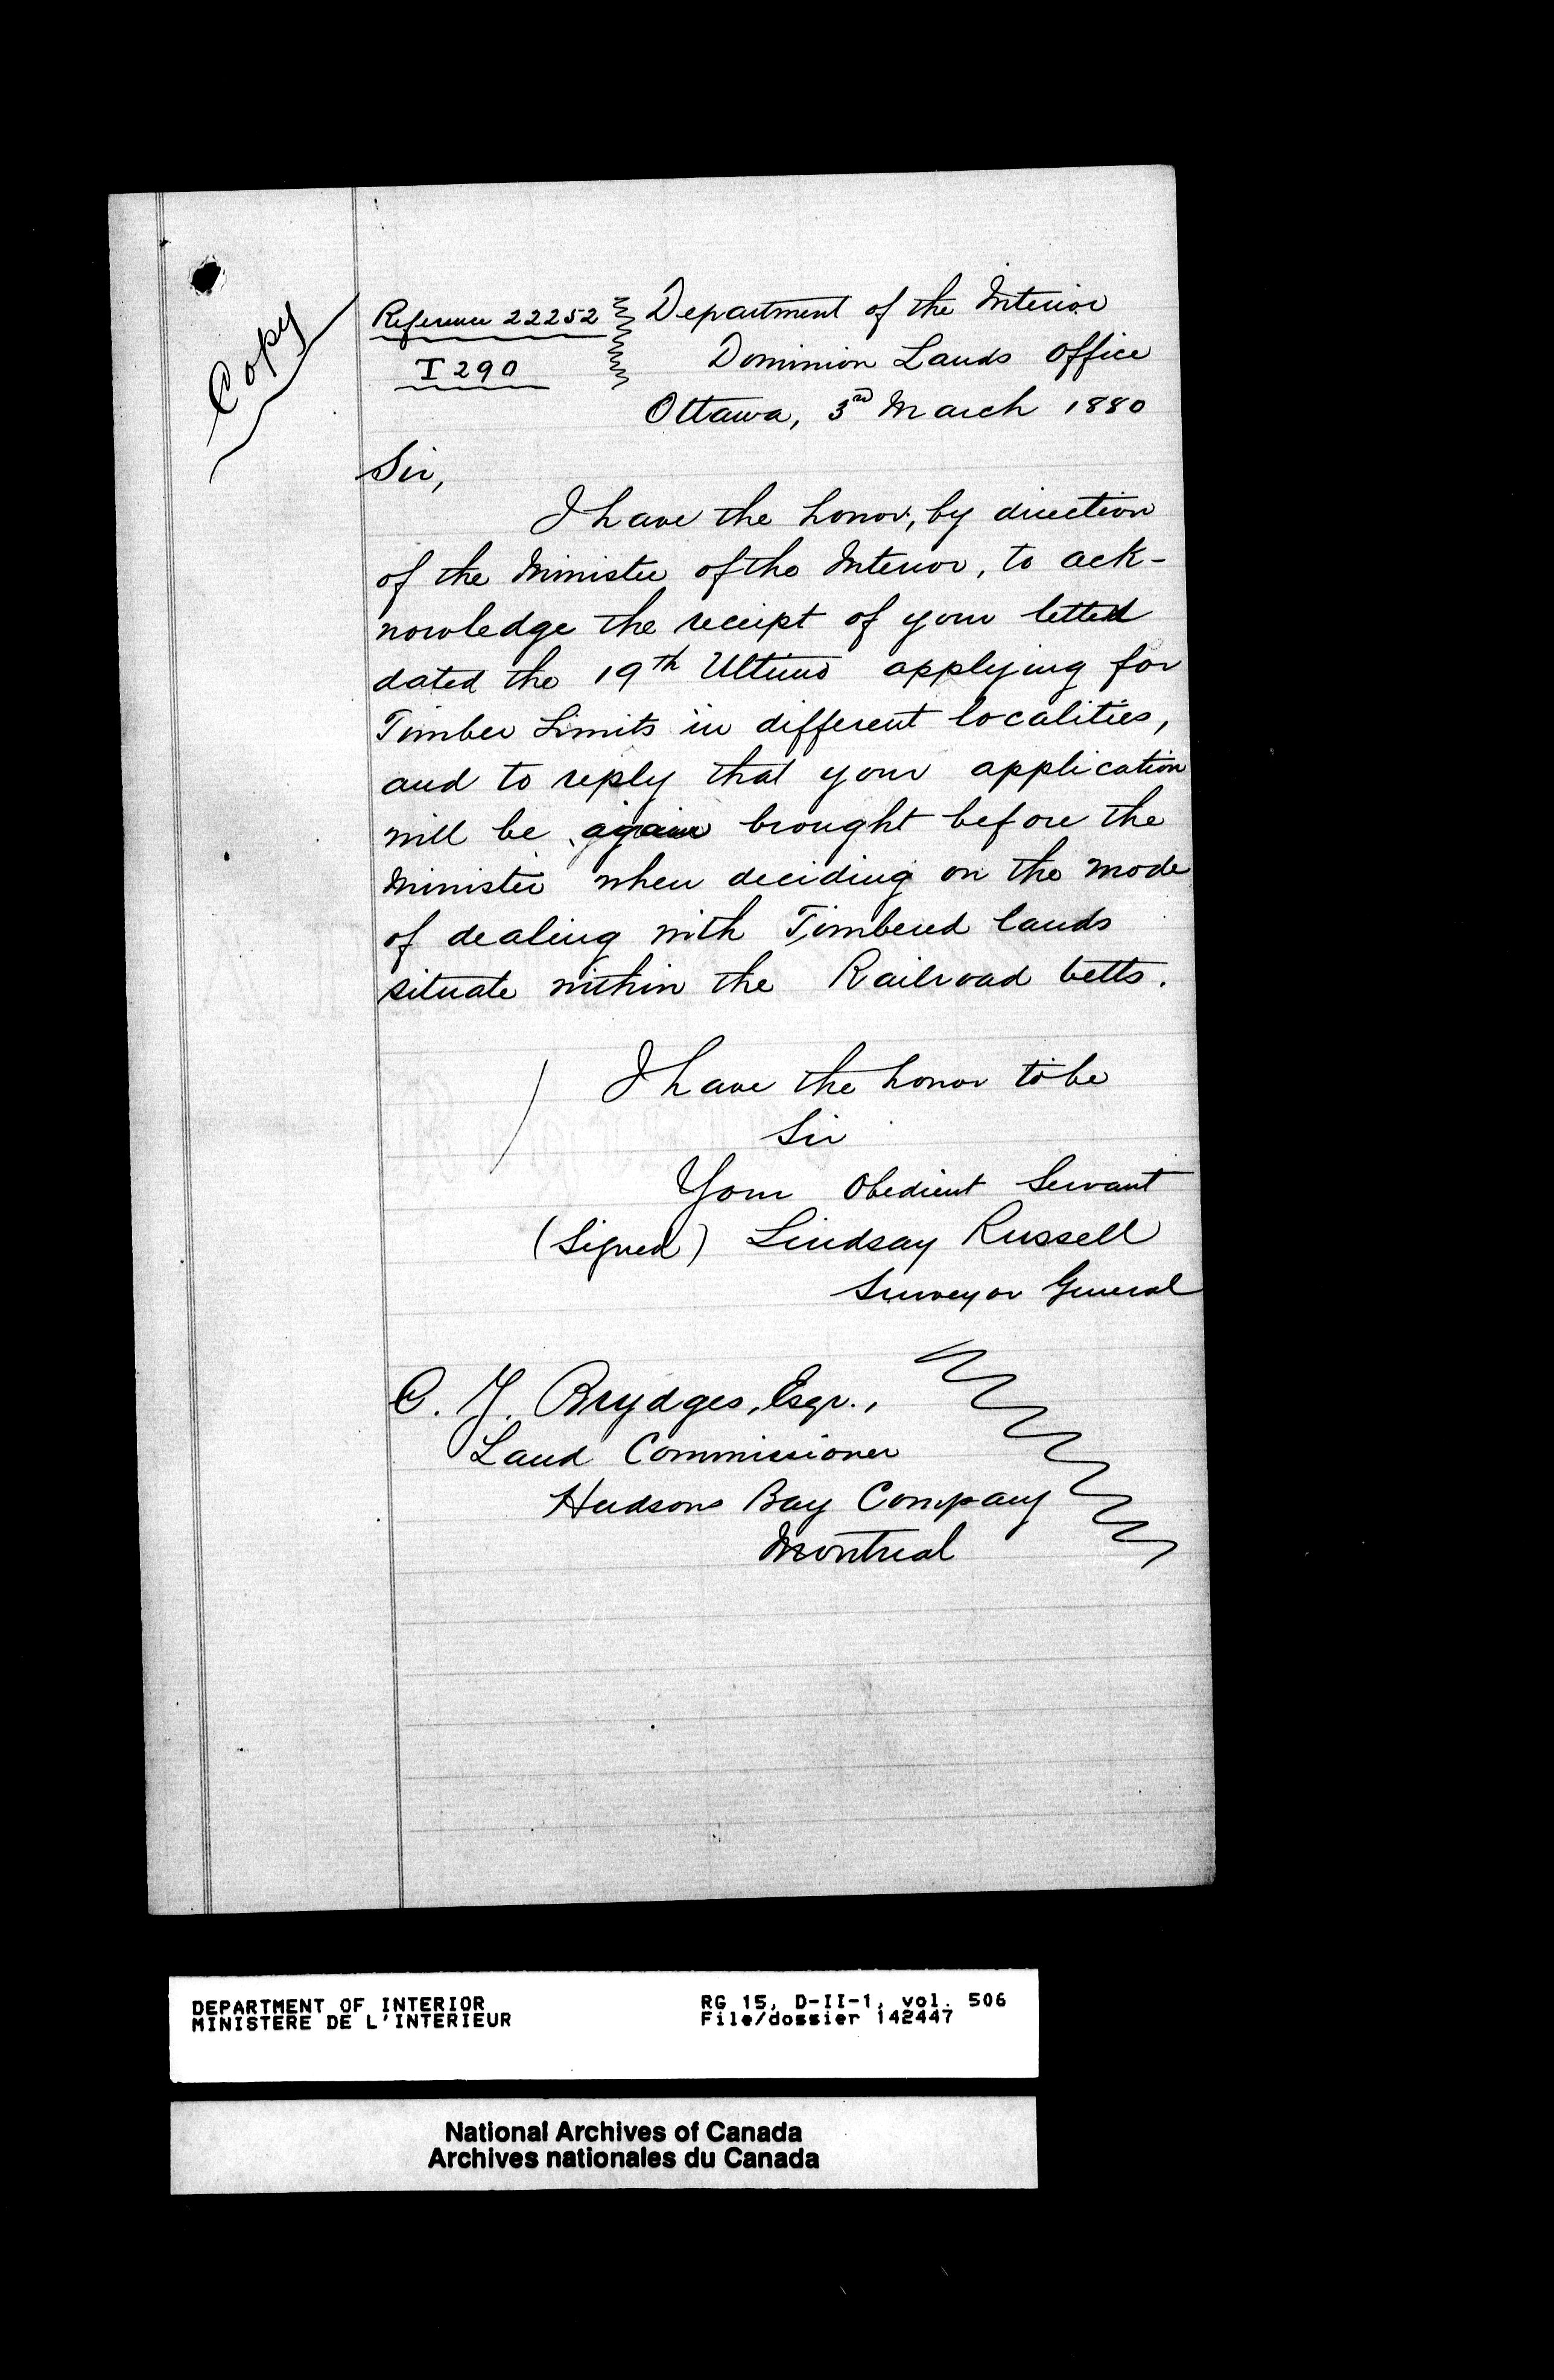 Copy
Reference 22252
I 290
Department of the Interior
Dominion Lands Office
Ottawa, 3rd March 1880
Sir,
I have the honor, by direction
of the Minister of the Interior, to ack-
nowledge the receipt of your letter
dated the 19th Ultimo applying for
Timber Limits in different localities,
and to reply that your application
will be again brought before the
Minister when deciding on the mode
of dealing with Timbered lands
situate within the Railroad belts.
I have the honor to be
Sir
Your Obedient Servant
(Signed) Lindsay Russell
Surveyor General
C. J. Brydges, Esqr.,
Land Commissioner
Hudsons Bay Company
Montreal
DEPARTMENT OF INTERIOR
MINISTERE DE L'INTERIEUR
RG 15, D-II-1, vol. 506
File/dossier 142447
National Archives of Canada
Archives nationales du Canada